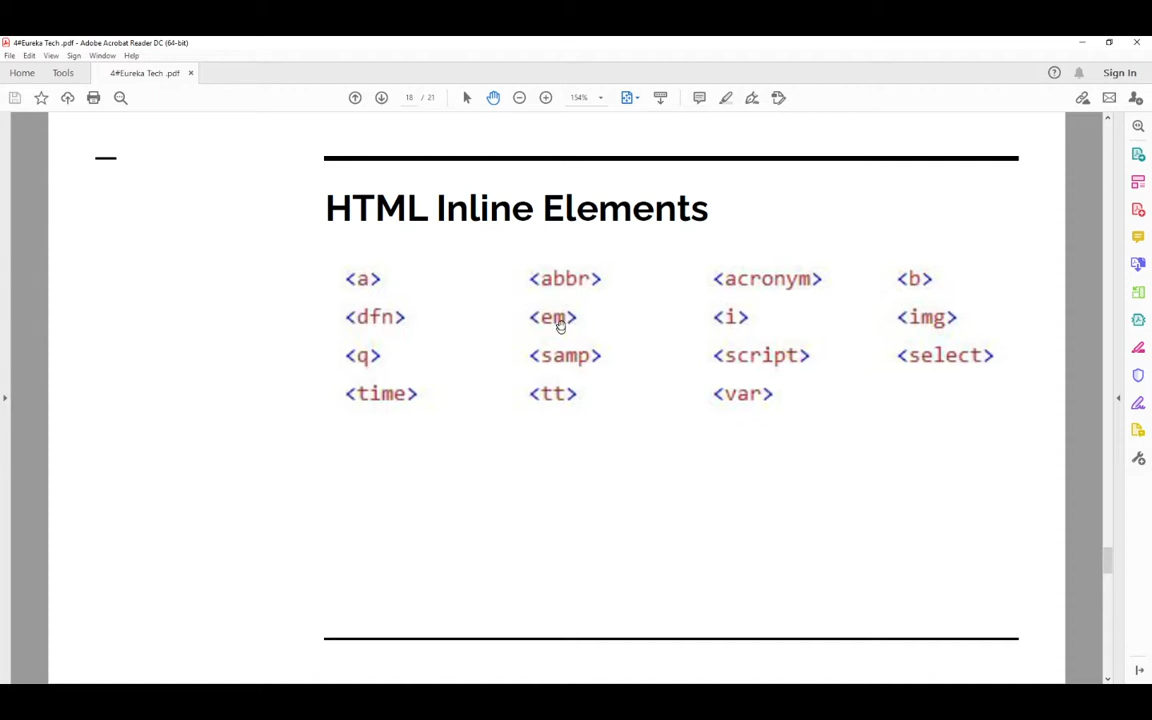 4#Eureka Tech .pdf - Adobe Acrobat Reader DC (64-bit)
File Edit View Sign Window Help
Home Tools 4#Eureka Tech .pdf × Sign In
18 / 21 154%
HTML Inline Elements
<a> <abbr> <acronym> <b>
<dfn> <em> <i> <img>
<q> <samp> <script> <select>
<time> <tt> <var>